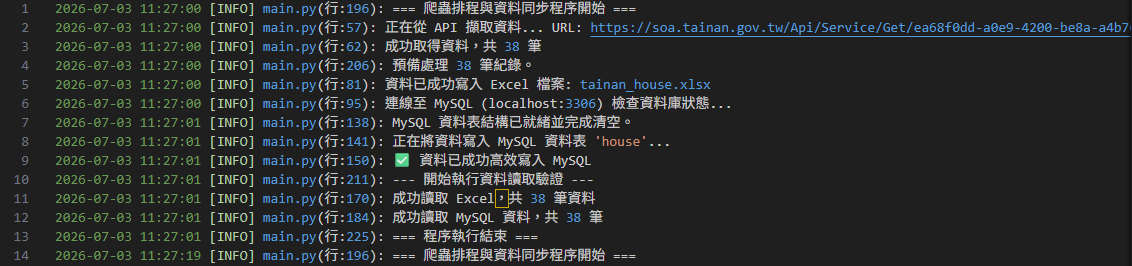 1 2026-07-03 11:27:00 [INFO] main.py(行:196): === 爬蟲排程與資料同步程序開始 ===
2 2026-07-03 11:27:00 [INFO] main.py(行:57): 正在從 API 擷取資料... URL: https://soa.tainan.gov.tw/Api/Service/Get/ea68f0dd-a0e9-4200-be8a-a4b7
3 2026-07-03 11:27:00 [INFO] main.py(行:62): 成功取得資料，共 38 筆
4 2026-07-03 11:27:00 [INFO] main.py(行:206): 預備處理 38 筆紀錄。
5 2026-07-03 11:27:00 [INFO] main.py(行:81): 資料已成功寫入 Excel 檔案: tainan_house.xlsx
6 2026-07-03 11:27:00 [INFO] main.py(行:95): 連線至 MySQL (localhost:3306) 檢查資料庫狀態...
7 2026-07-03 11:27:01 [INFO] main.py(行:138): MySQL 資料表結構已就緒並完成清空。
8 2026-07-03 11:27:01 [INFO] main.py(行:141): 正在將資料寫入 MySQL 資料表 'house'...
9 2026-07-03 11:27:01 [INFO] main.py(行:150): ✅ 資料已成功高效寫入 MySQL
10 2026-07-03 11:27:01 [INFO] main.py(行:211): --- 開始執行資料讀取驗證 ---
11 2026-07-03 11:27:01 [INFO] main.py(行:170): 成功讀取 Excel，共 38 筆資料
12 2026-07-03 11:27:01 [INFO] main.py(行:184): 成功讀取 MySQL 資料，共 38 筆
13 2026-07-03 11:27:01 [INFO] main.py(行:225): === 程序執行結束 ===
14 2026-07-03 11:27:19 [INFO] main.py(行:196): === 爬蟲排程與資料同步程序開始 ===